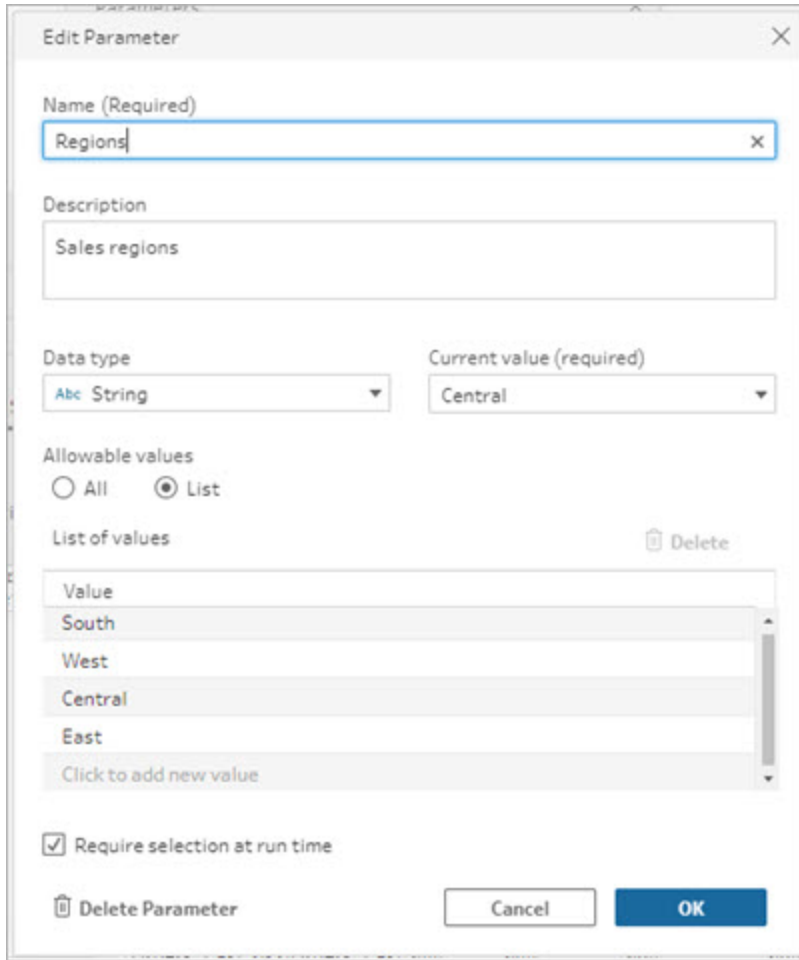 Parameters
Edit Parameter
Name (Required)
Regions
Description
Sales regions
Data type
Current value (required)
Abc String
Central
Allowable values
All
List
List of values
Delete
Value
South
West
Central
East
Click to add new value
Require selection at run time
Delete Parameter
Cancel
OK